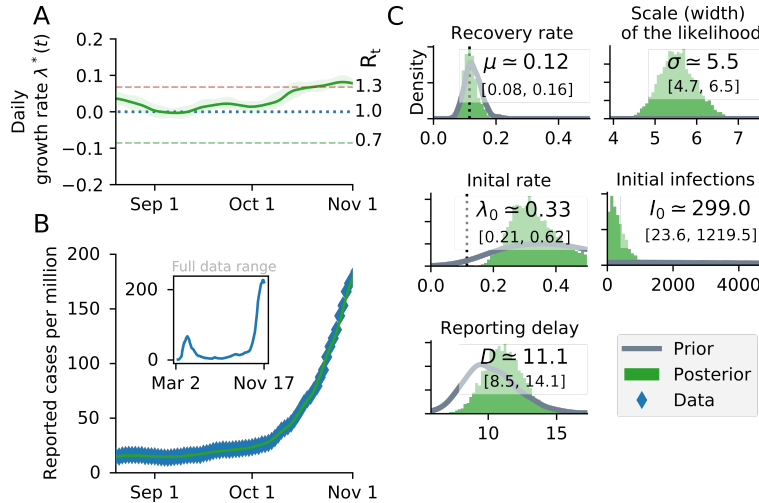 A
Daily
growth rate λ*(t)
0.2
0.1
0.0
−0.1
−0.2
R_t
1.3
1.0
0.7
Sep 1
Oct 1
Nov 1
B
Reported cases per million
200
150
100
50
0
Full data range
200
0
Mar 2
Nov 17
Sep 1
Oct 1
Nov 1
C
Recovery rate
Density
μ ≃ 0.12
[0.08, 0.16]
0.0
0.2
0.4
Scale (width)
of the likelihood
σ ≃ 5.5
[4.7, 6.5]
4
5
6
7
Inital rate
λ₀ ≃ 0.33
[0.21, 0.62]
0.0
0.2
0.4
Initial infections
I₀ ≃ 299.0
[23.6, 1219.5]
0
2000
4000
Reporting delay
D ≃ 11.1
[8.5, 14.1]
10
15
Prior
Posterior
Data